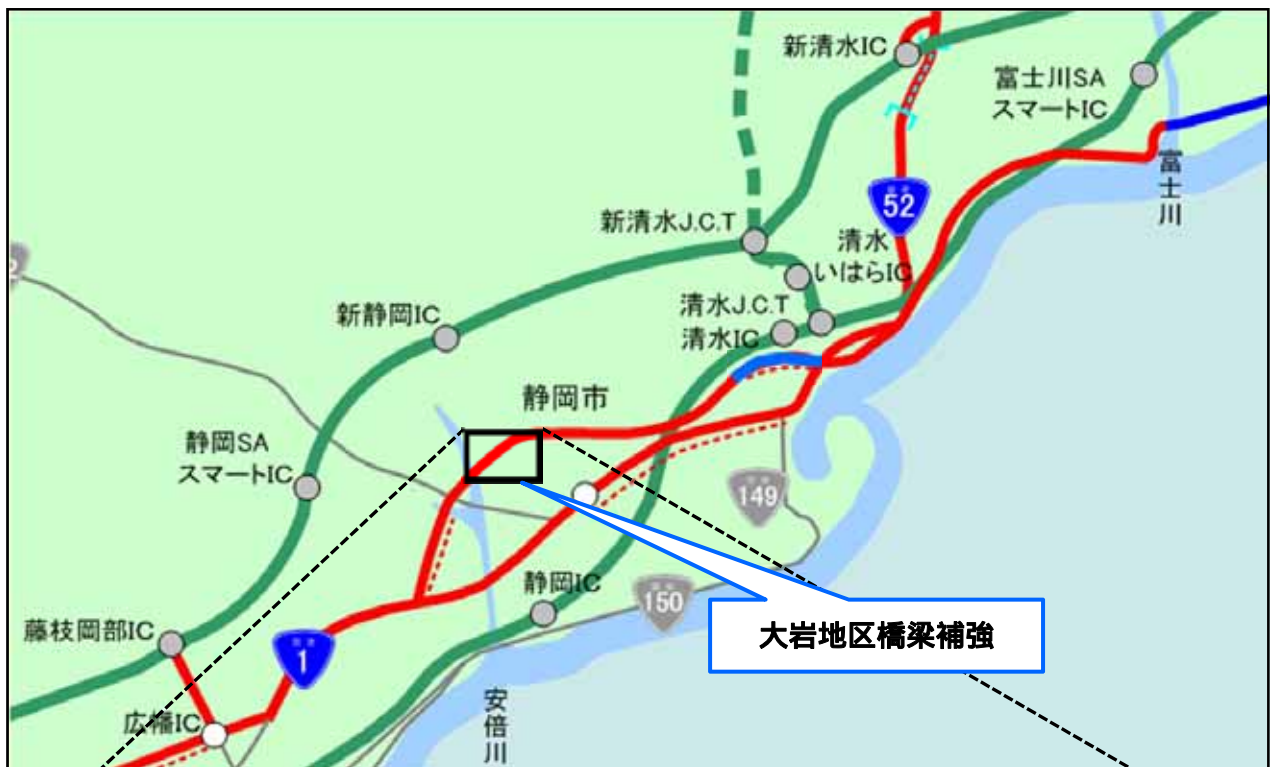 新清水IC
富士川SA
スマートIC
富士川
52
新清水J.C.T
清水
いはらIC
清水J.C.T
清水IC
新静岡IC
静岡市
静岡SA
スマートIC
149
静岡IC
150
大岩地区橋梁補強
藤枝岡部IC
1
広幡IC
安倍川